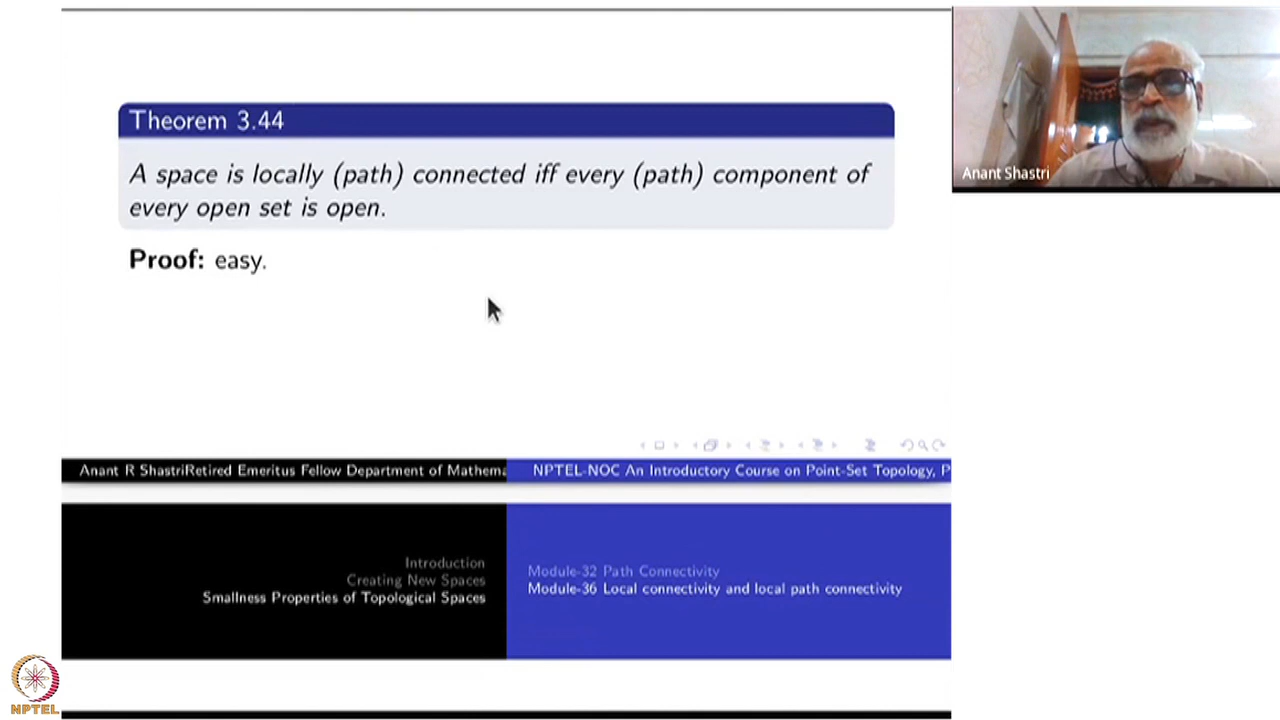 Theorem 3.44
A space is locally (path) connected iff every (path) component of
every open set is open.
Proof: easy.
Anant Shastri
Anant R ShastriRetired Emeritus Fellow Department of Mathema
NPTEL-NOC An Introductory Course on Point-Set Topology, P
Introduction
Creating New Spaces
Smallness Properties of Topological Spaces
Module-32 Path Connectivity
Module-36 Local connectivity and local path connectivity
NPTEL